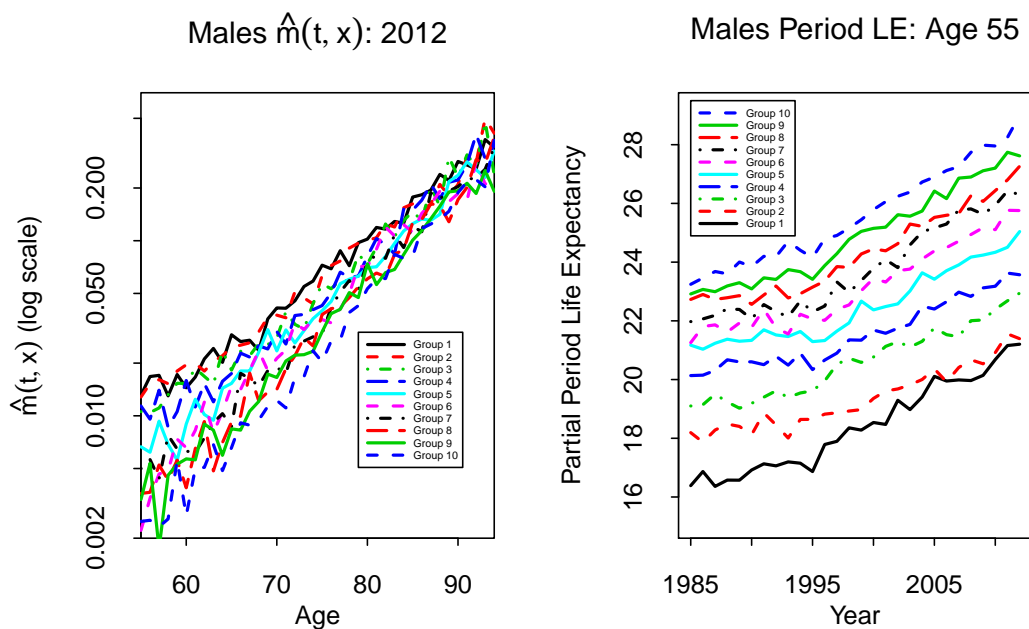 Males m̂(t, x): 2012
m̂(t, x) (log scale)
0.200
0.050
0.010
0.002
Group 1
Group 2
Group 3
Group 4
Group 5
Group 6
Group 7
Group 8
Group 9
Group 10
60 70 80 90
Age
Males Period LE: Age 55
Partial Period Life Expectancy
28
26
24
22
20
18
16
Group 10
Group 9
Group 8
Group 7
Group 6
Group 5
Group 4
Group 3
Group 2
Group 1
1985 1995 2005
Year